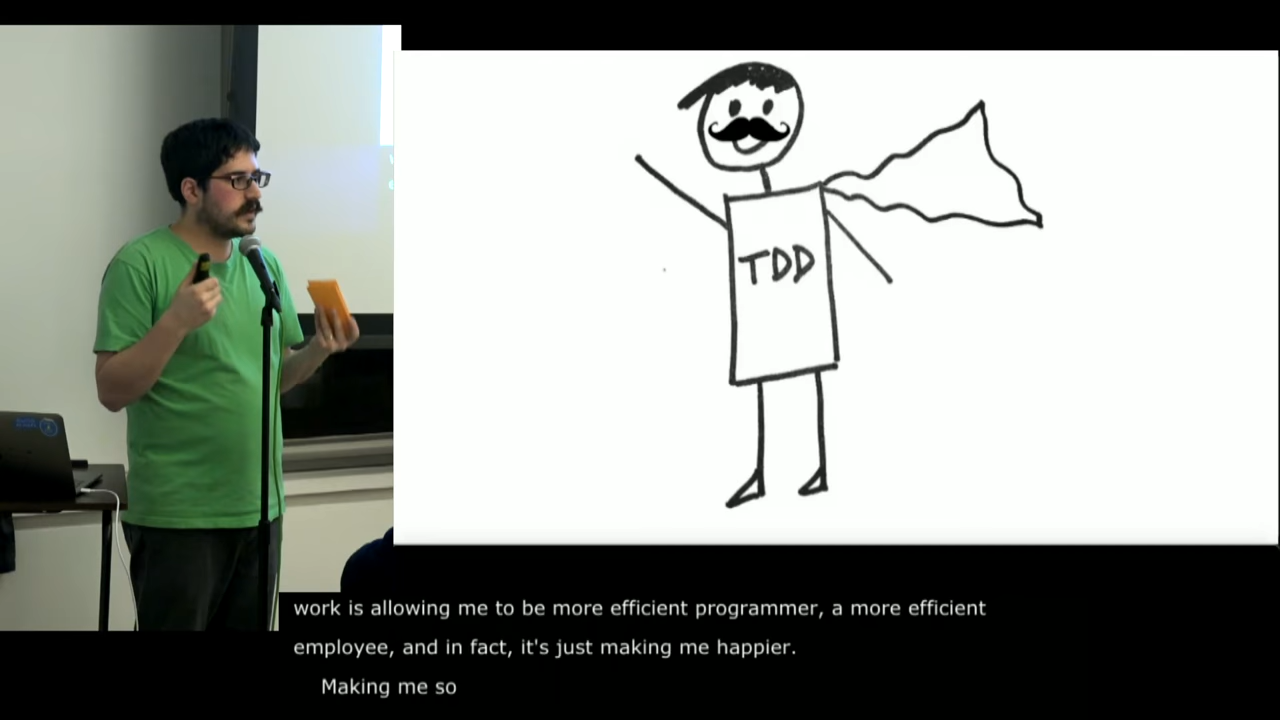 TDD
work is allowing me to be more efficient programmer, a more efficient
employee, and in fact, it's just making me happier.
Making me so